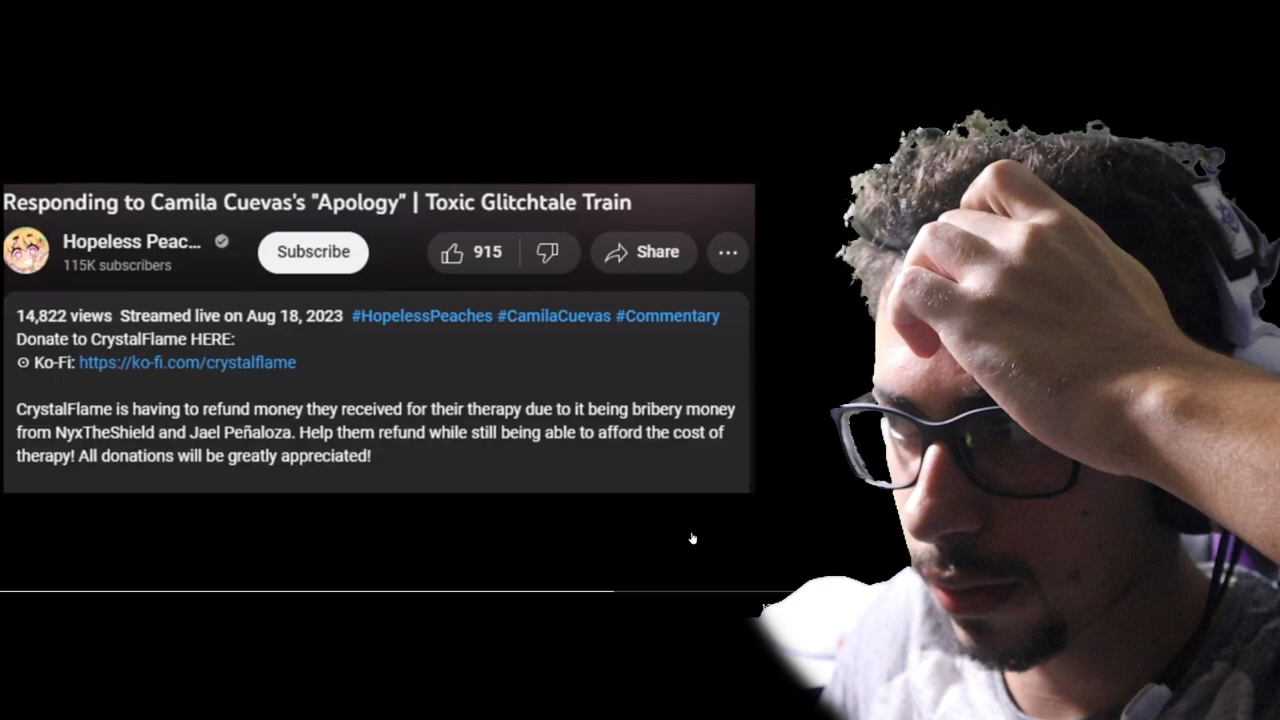 Responding to Camila Cuevas's "Apology" | Toxic Glitchtale Train
Hopeless Peac...
115K subscribers
Subscribe
915
Share
14,822 views Streamed live on Aug 18, 2023 #HopelessPeaches #CamilaCuevas #Commentary
Donate to CrystalFlame HERE:
Ko-Fi: https://ko-fi.com/crystalflame
CrystalFlame is having to refund money they received for their therapy due to it being bribery money
from NyxTheShield and Jael Peñaloza. Help them refund while still being able to afford the cost of
therapy! All donations will be greatly appreciated!